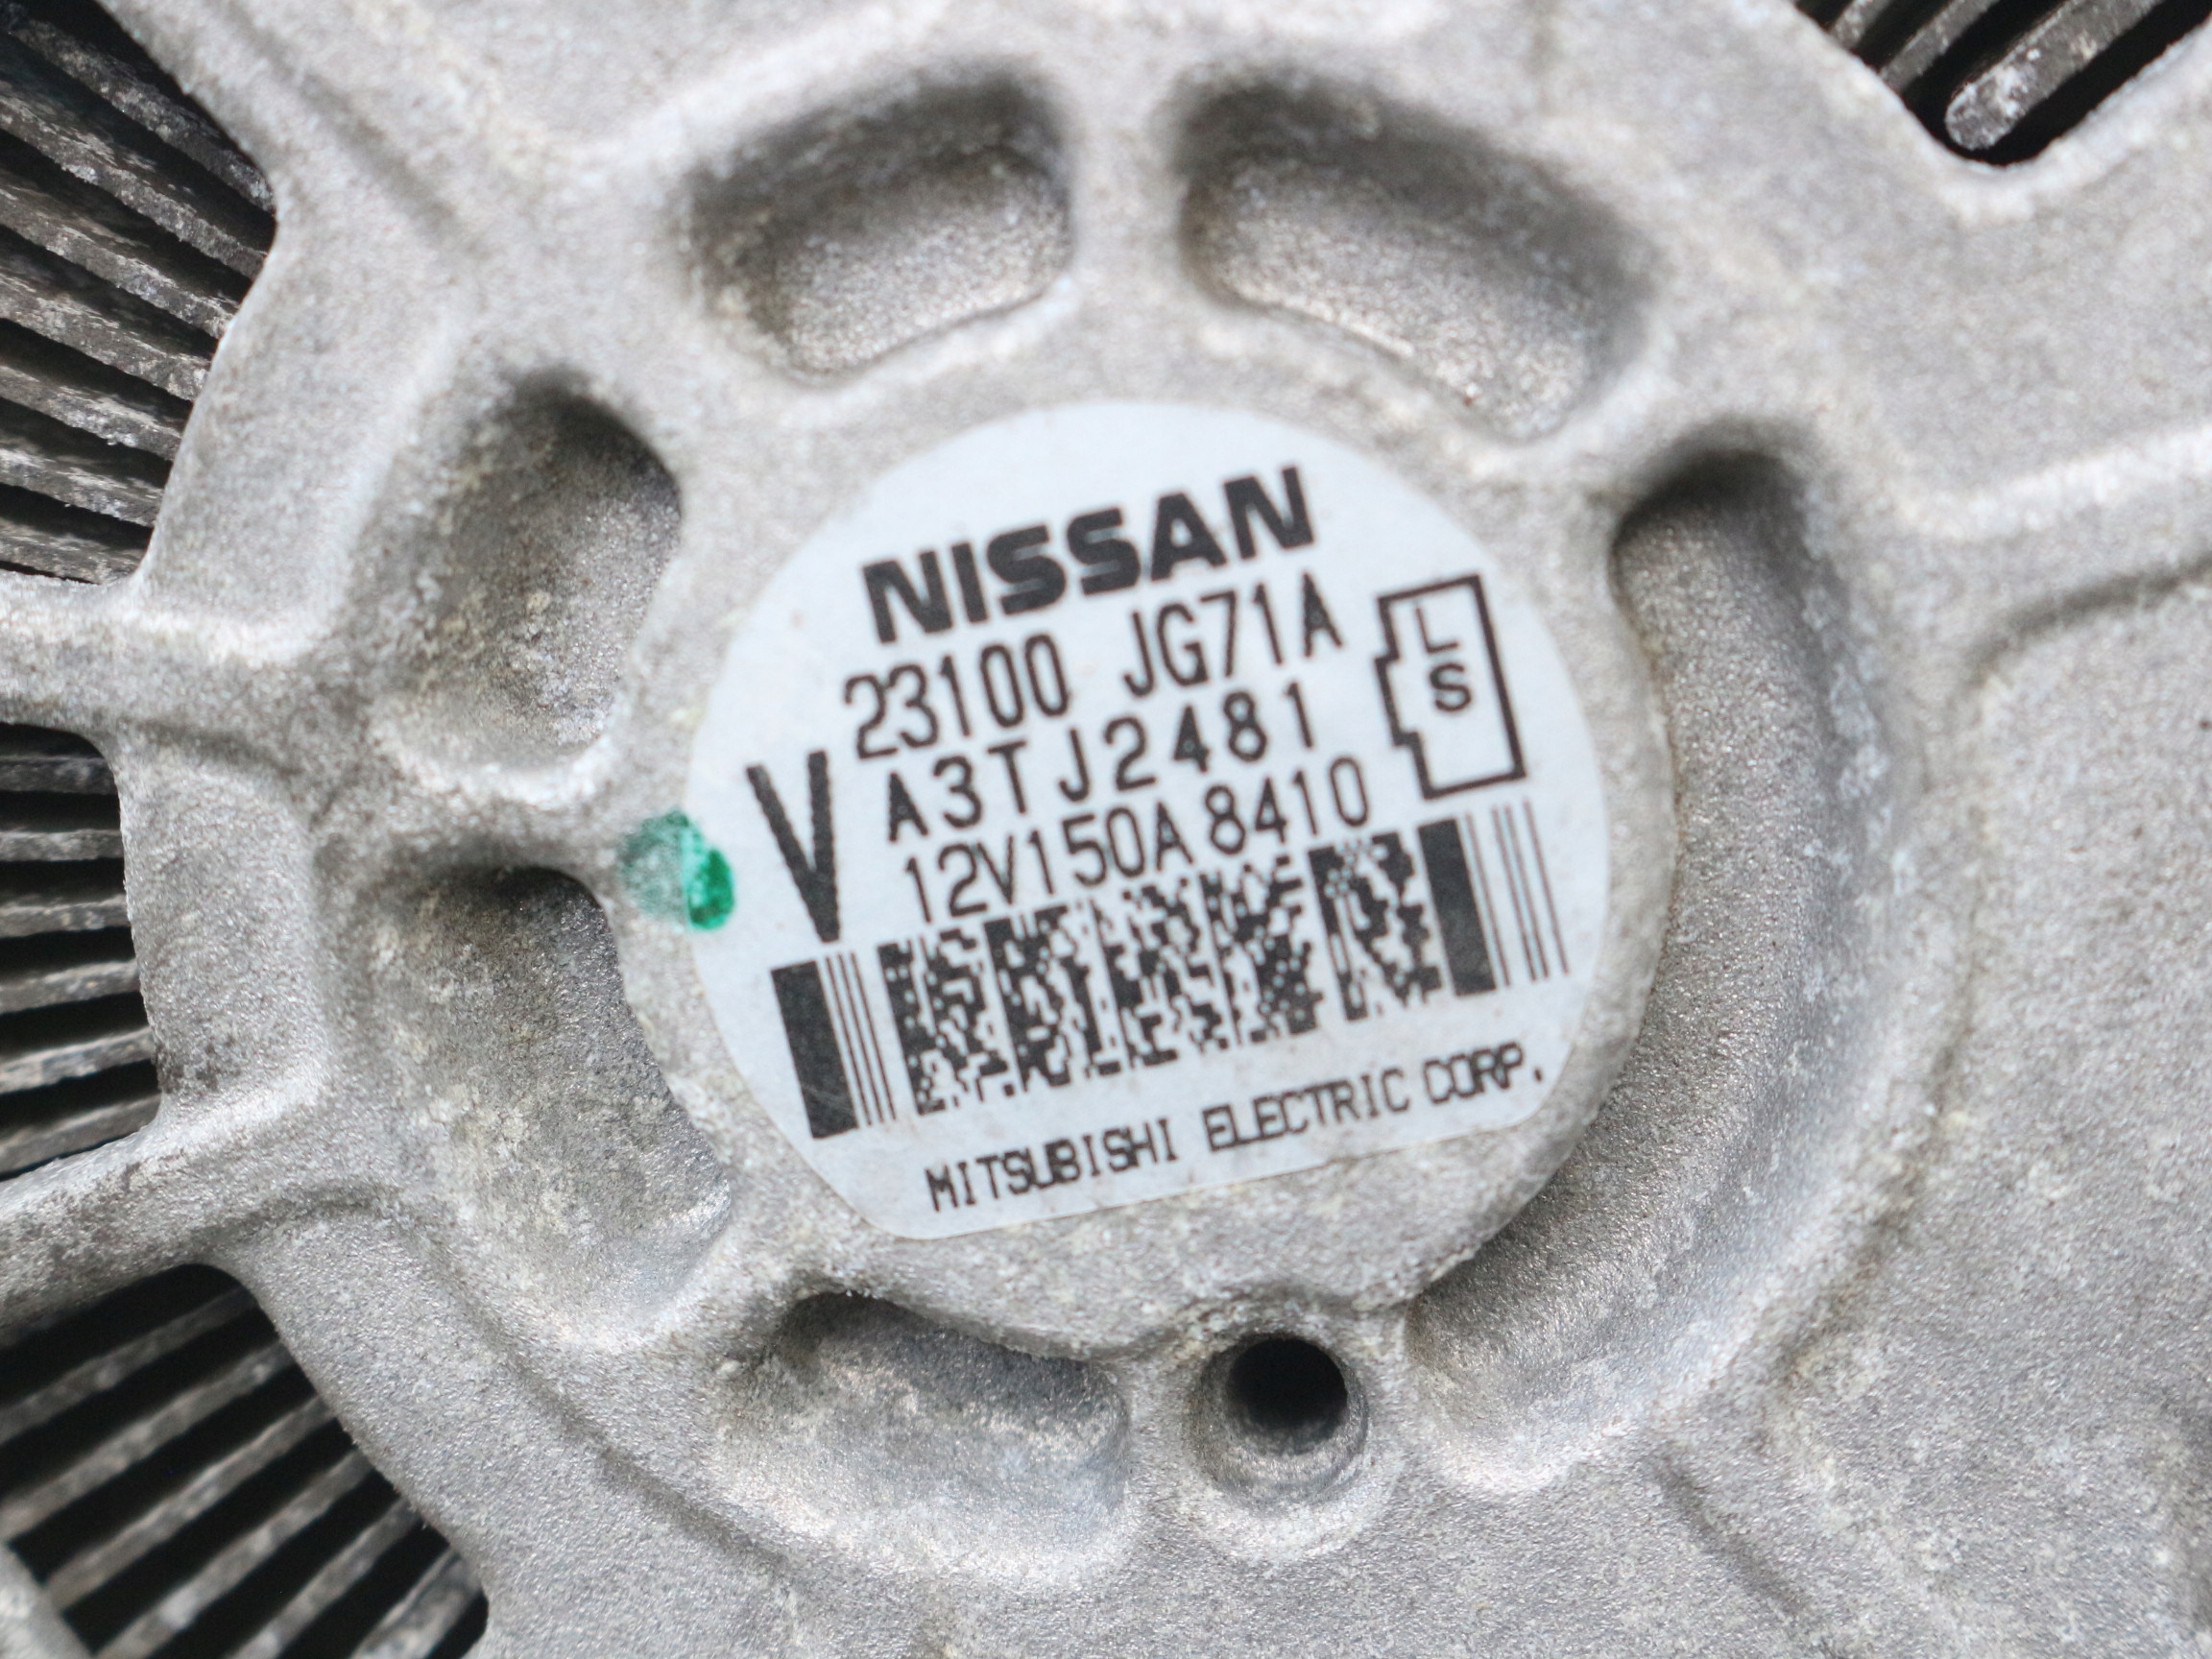 NISSAN
23100 JG71A
L
S
V
A3TJ2481
12V150A 8410
MITSUBISHI ELECTRIC CORP.